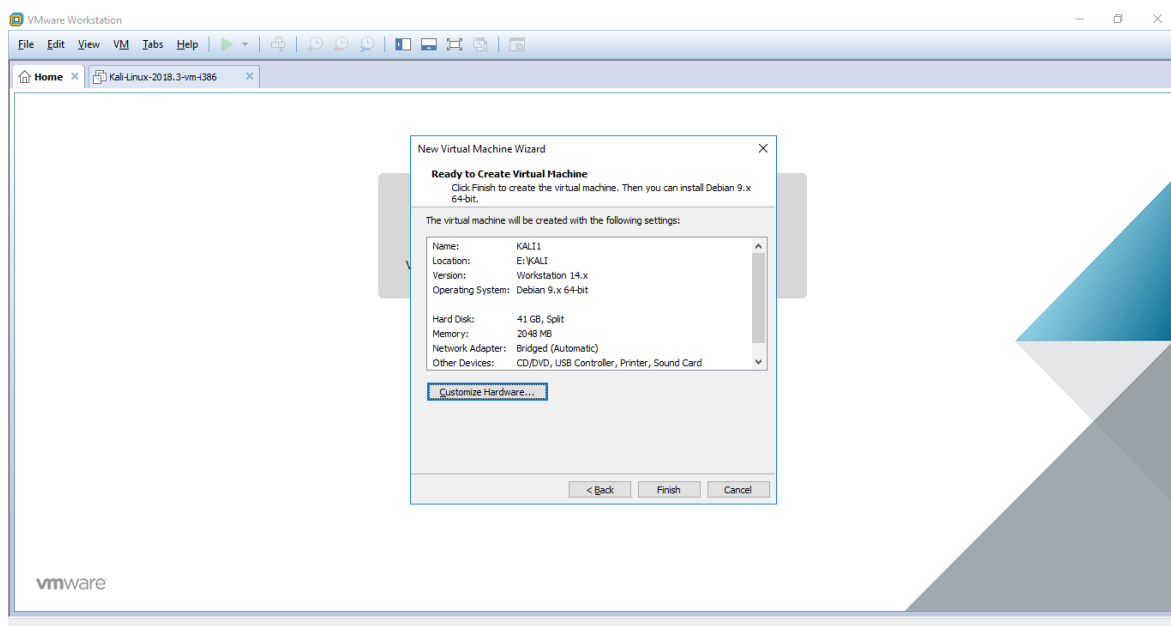 VMware Workstation
File Edit View VM Tabs Help
Home Kali-Linux-2018.3-vm-i386
New Virtual Machine Wizard
Ready to Create Virtual Machine
Click Finish to create the virtual machine. Then you can install Debian 9.x
64-bit.
The virtual machine will be created with the following settings:
Name: KALI1
Location: E:\KALI
Version: Workstation 14.x
Operating System: Debian 9.x 64-bit
Hard Disk: 41 GB, Split
Memory: 2048 MB
Network Adapter: Bridged (Automatic)
Other Devices: CD/DVD, USB Controller, Printer, Sound Card
Customize Hardware...
< Back Finish Cancel
vmware